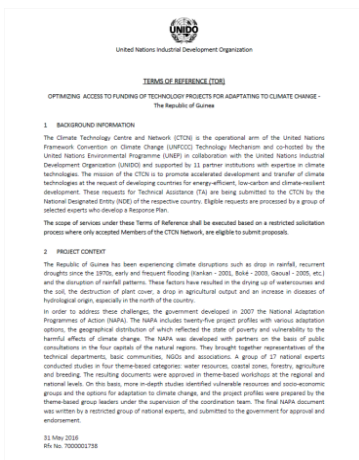 UNIDO
United Nations Industrial Development Organization
TERMS OF REFERENCE (TOR)
OPTIMIZING ACCESS TO FUNDING OF TECHNOLOGY PROJECTS FOR ADAPTATING TO CLIMATE CHANGE -
The Republic of Guinea
1 BACKGROUND INFORMATION
The Climate Technology Centre and Network (CTCN) is the operational arm of the United Nations
Framework Convention on Climate Change (UNFCCC) Technology Mechanism and co-hosted by the
United Nations Environmental Programme (UNEP) in collaboration with the United Nations Industrial
Development Organization (UNIDO) and supported by 11 partner institutions with expertise in climate
technologies. The mission of the CTCN is to promote accelerated development and transfer of climate
technologies at the request of developing countries for energy-efficient, low-carbon and climate-resilient
development. These requests for Technical Assistance (TA) are being submitted to the CTCN by the
National Designated Entity (NDE) of the respective country. Eligible requests are processed by a group of
selected experts who develop a Response Plan.
The scope of services under these Terms of Reference shall be executed based on a restricted solicitation
process where only accepted Members of the CTCN Network, are eligible to submit proposals.
2 PROJECT CONTEXT
The Republic of Guinea has been experiencing climate disruptions such as drop in rainfall, recurrent
droughts since the 1970s, early and frequent flooding (Kankan - 2001, Boké - 2003, Gaoual - 2005, etc.)
and the disruption of rainfall patterns. These factors have resulted in the drying up of watercourses and
the soil, the destruction of plant cover, a drop in agricultural output and an increase in diseases of
hydrological origin, especially in the north of the country.
In order to address these challenges, the government developed in 2007 the National Adaptation
Programmes of Action (NAPA). The NAPA includes twenty-five project profiles with various adaptation
options, the geographical distribution of which reflected the state of poverty and vulnerability to the
harmful effects of climate change. The NAPA was developed with partners on the basis of public
consultations in the four capitals of the natural regions. They brought together representatives of the
technical departments, basic communities, NGOs and associations. A group of 17 national experts
conducted studies in four theme-based categories: water resources, coastal zones, forestry, agriculture
and breeding. The resulting documents were approved in theme-based workshops at the regional and
national levels. On this basis, more in-depth studies identified vulnerable resources and socio-economic
groups and the options for adaptation to climate change, and the project profiles were prepared by the
theme-based group leaders under the supervision of the coordination team. The final NAPA document
was written by a restricted group of national experts, and submitted to the government for approval and
endorsement.
31 May 2016
Rfx No. 7000001738